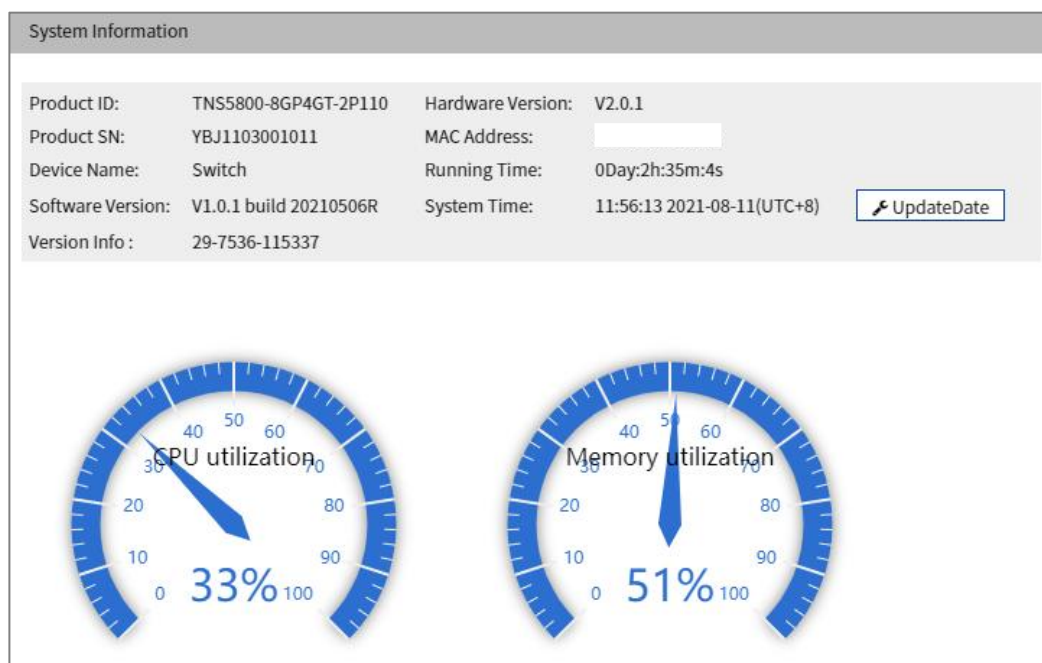 System Information
Product ID: TNS5800-8GP4GT-2P110 Hardware Version: V2.0.1
Product SN: YBJ1103001011 MAC Address:
Device Name: Switch Running Time: 0Day:2h:35m:4s
Software Version: V1.0.1 build 20210506R System Time: 11:56:13 2021-08-11(UTC+8) UpdateDate
Version Info : 29-7536-115337
CPU utilization
0 10 20 30 40 50 60 70 80 90 100
33%
Memory utilization
0 10 20 30 40 50 60 70 80 90 100
51%